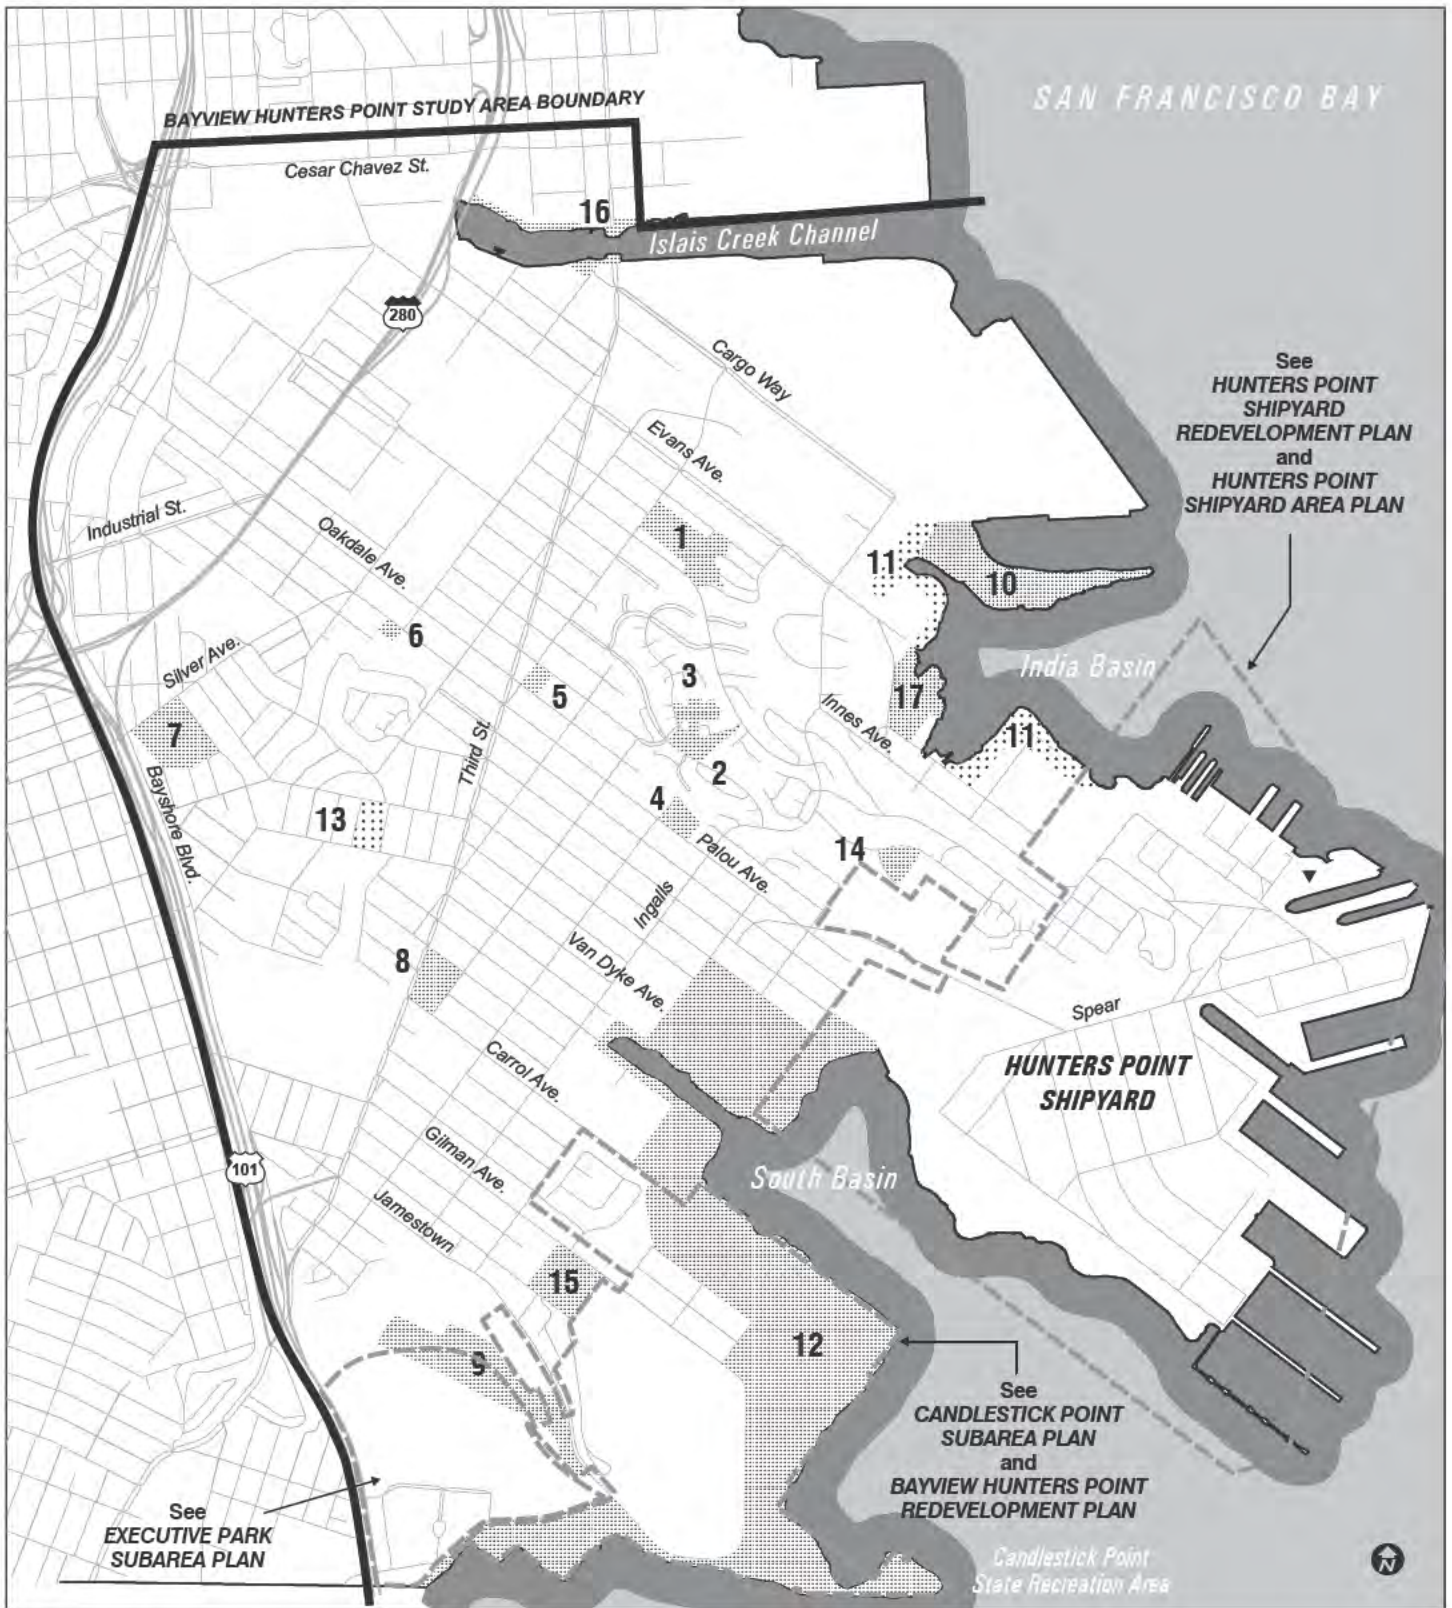 SAN FRANCISCO BAY
BAYVIEW HUNTERS POINT STUDY AREA BOUNDARY
Cesar Chavez St.
16
Islais Creek Channel
280
Cargo Way
See
HUNTERS POINT
SHIPYARD
REDEVELOPMENT PLAN
and
HUNTERS POINT
SHIPYARD AREA PLAN
Evans Ave.
Industrial St.
Oakdale Ave.
1
11
10
6
Silver Ave.
3
5
India Basin
17
Innes Ave.
11
7
2
Third St.
4
Bayshore Blvd.
13
Palou Ave.
14
Ingalls
8
Van Dyke Ave.
Spear
Carrol Ave.
HUNTERS POINT
SHIPYARD
Gilman Ave.
101
South Basin
Jamestown
15
12
9
See
CANDLESTICK POINT
SUBAREA PLAN
and
BAYVIEW HUNTERS POINT
REDEVELOPMENT PLAN
See
EXECUTIVE PARK
SUBAREA PLAN
Candlestick Point
State Recreation Area
N